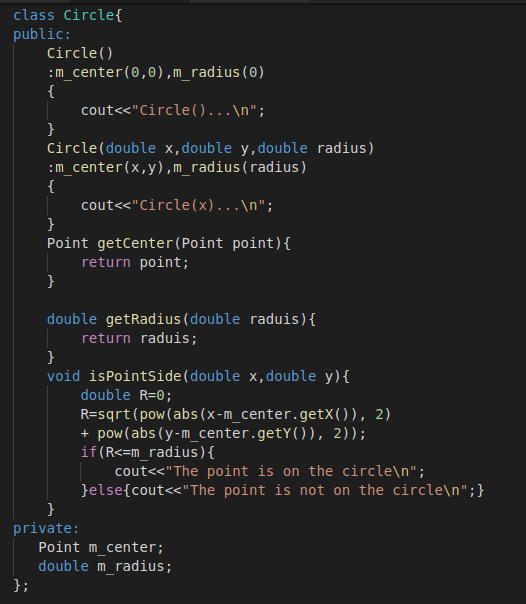 class Circle{
public:
    Circle()
    :m_center(0,0),m_radius(0)
    {
        cout<<"Circle()...\n";
    }
    Circle(double x,double y,double radius)
    :m_center(x,y),m_radius(radius)
    {
        cout<<"Circle(x)...\n";
    }
    Point getCenter(Point point){
        return point;
    }

    double getRadius(double raduis){
        return raduis;
    }
    void isPointSide(double x,double y){
        double R=0;
        R=sqrt(pow(abs(x-m_center.getX()), 2)
        + pow(abs(y-m_center.getY()), 2));
        if(R<=m_radius){
            cout<<"The point is on the circle\n";
        }else{cout<<"The point is not on the circle\n";}
    }
private:
   Point m_center;
   double m_radius;
};